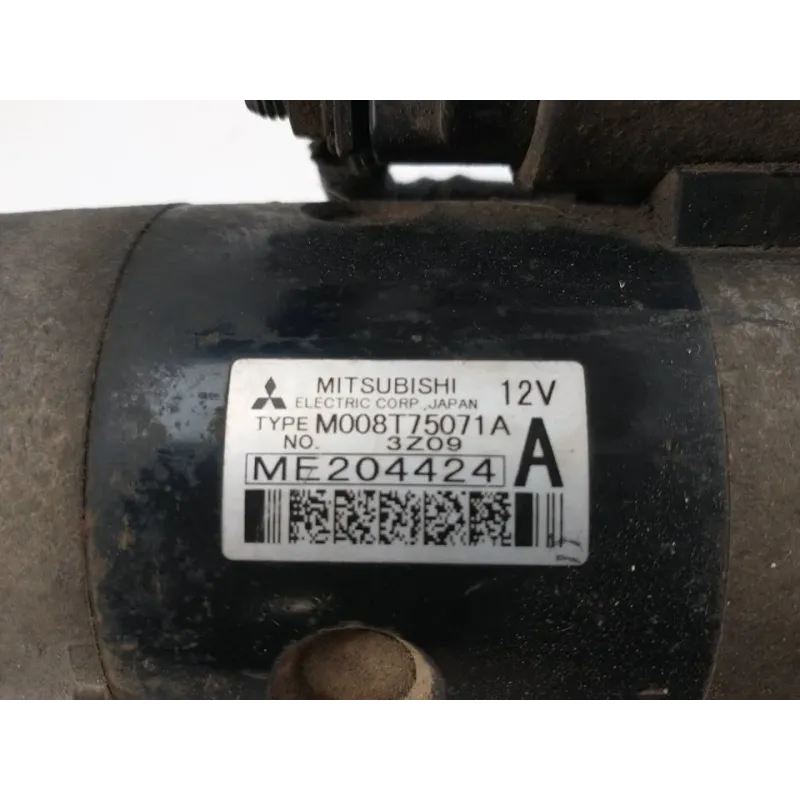 MITSUBISHI 12V
ELECTRIC CORP. JAPAN
TYPE M008T75071A
NO. 3Z09
ME204424 A